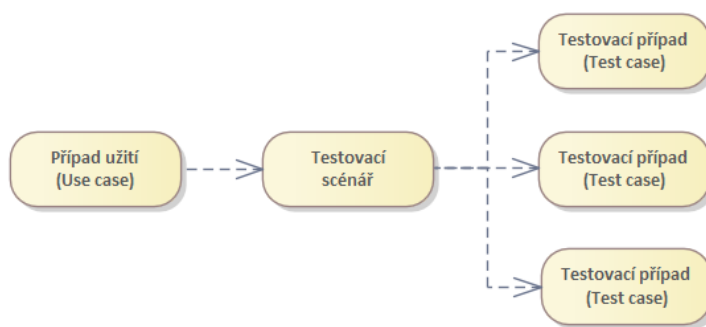 Testovací případ
(Test case)
Případ užití
(Use case)
Testovací
scénář
Testovací případ
(Test case)
Testovací případ
(Test case)